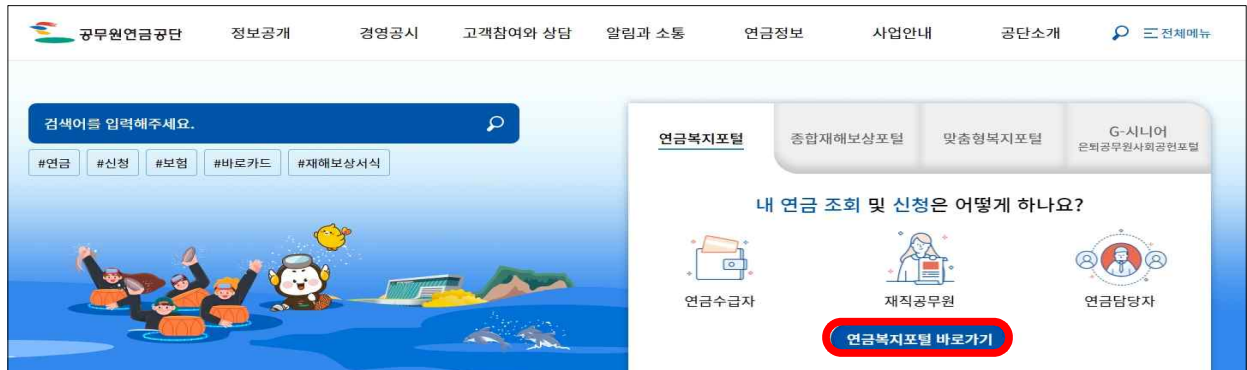 공무원연금공단 정보공개 경영공시 고객참여와 상담 알림과 소통 연금정보 사업안내 공단소개 전체메뉴
검색어를 입력해주세요.
#연금 #신청 #보험 #바로카드 #재해보상서식
연금복지포털 종합재해보상포털 맞춤형복지포털 G-시니어
은퇴공무원사회공헌포털
내 연금 조회 및 신청은 어떻게 하나요?
연금수급자 재직공무원 연금담당자
연금복지포털 바로가기